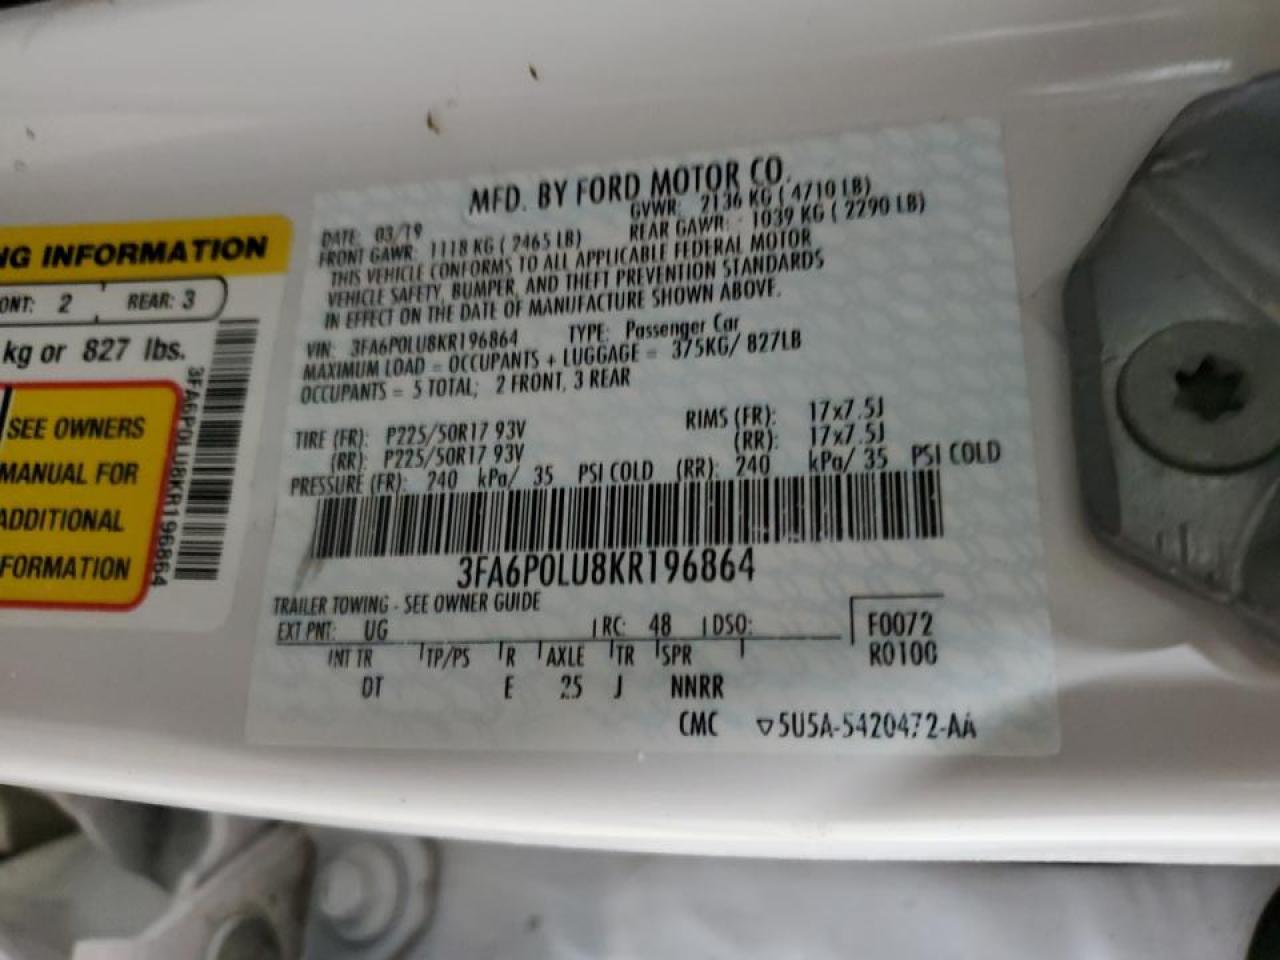 NG INFORMATION
ONT: 2 REAR: 3
kg or 827 lbs.
SEE OWNERS
MANUAL FOR
ADDITIONAL
FORMATION
3FA6P0LU8KR196864
MFD. BY FORD MOTOR CO.
DATE: 03/19 GVWR: 2136 KG ( 4710 LB)
FRONT GAWR: 1118 KG ( 2465 LB) REAR GAWR: 1039 KG ( 2290 LB)
THIS VEHICLE CONFORMS TO ALL APPLICABLE FEDERAL MOTOR
VEHICLE SAFETY, BUMPER, AND THEFT PREVENTION STANDARDS
IN EFFECT ON THE DATE OF MANUFACTURE SHOWN ABOVE.
VIN: 3FA6P0LU8KR196864 TYPE: Passenger Car
MAXIMUM LOAD = OCCUPANTS + LUGGAGE = 375KG/ 827LB
OCCUPANTS = 5 TOTAL; 2 FRONT, 3 REAR
TIRE (FR): P225/50R17 93V RIMS (FR): 17x7.5J
(RR): P225/50R17 93V (RR): 17x7.5J
PRESSURE (FR): 240 kPa/ 35 PSI COLD (RR): 240 kPa/ 35 PSI COLD
3FA6P0LU8KR196864
TRAILER TOWING - SEE OWNER GUIDE
EXT PNT: UG RC: 48 DSO: F0072
INT TR TP/PS R AXLE TR SPR R0100
DT E 25 J NNRR
CMC ▽5U5A-5420472-AA